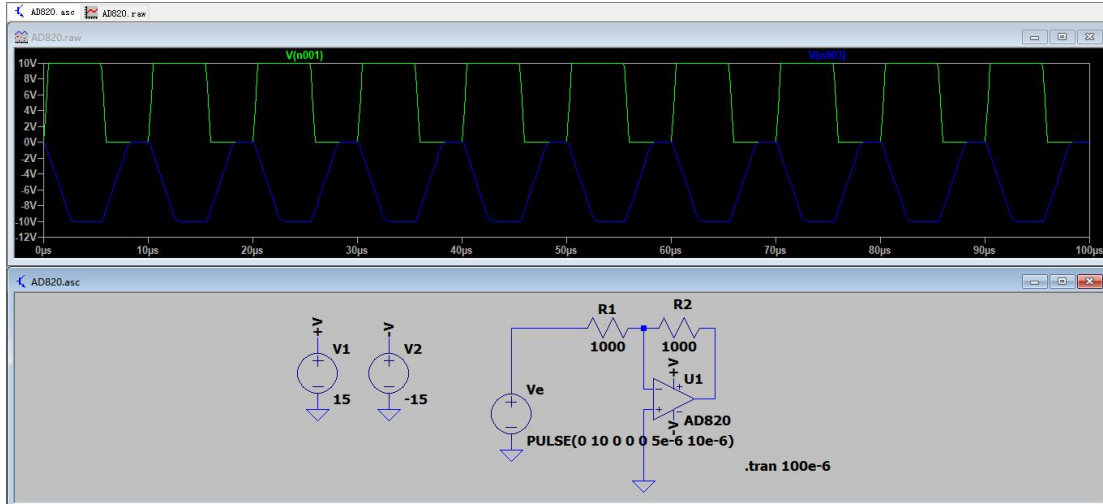 AD820.asc AD820.raw
AD820.raw
V(n001) V(n003)
10V
8V
6V
4V
2V
0V
-2V
-4V
-6V
-8V
-10V
-12V
0µs 10µs 20µs 30µs 40µs 50µs 60µs 70µs 80µs 90µs 100µs
AD820.asc
R1 R2
1000 1000
+V -V +V
V1 V2 U1
15 -15
Ve
AD820
-V
PULSE(0 10 0 0 0 5e-6 10e-6)
.tran 100e-6